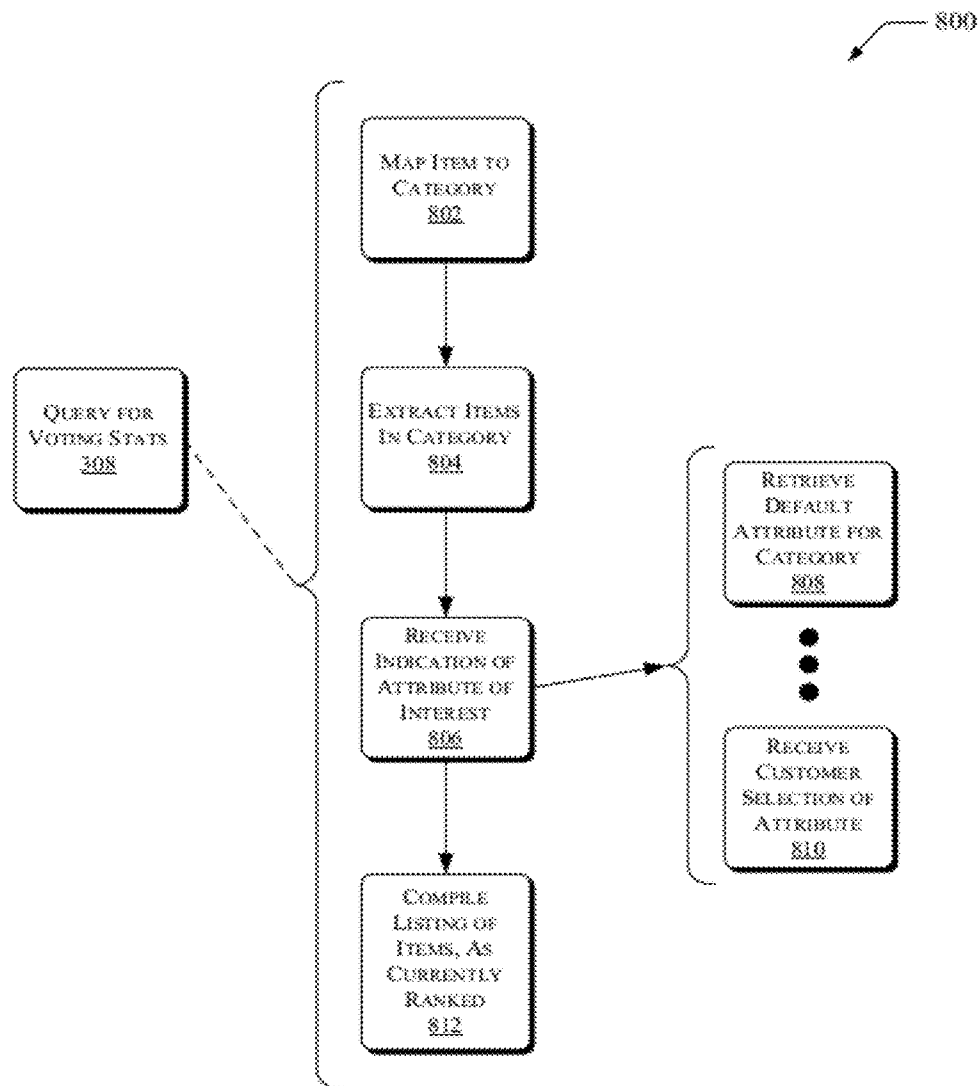 800
MAP ITEM TO
CATEGORY
802
QUERY FOR
VOTING STATS
308
EXTRACT ITEMS
IN CATEGORY
804
RECEIVE
INDICATION OF
ATTRIBUTE OF
INTEREST
806
RETRIEVE
DEFAULT
ATTRIBUTE FOR
CATEGORY
808
RECEIVE
CUSTOMER
SELECTION OF
ATTRIBUTE
810
COMPILE
LISTING OF
ITEMS, AS
CURRENTLY
RANKED
812